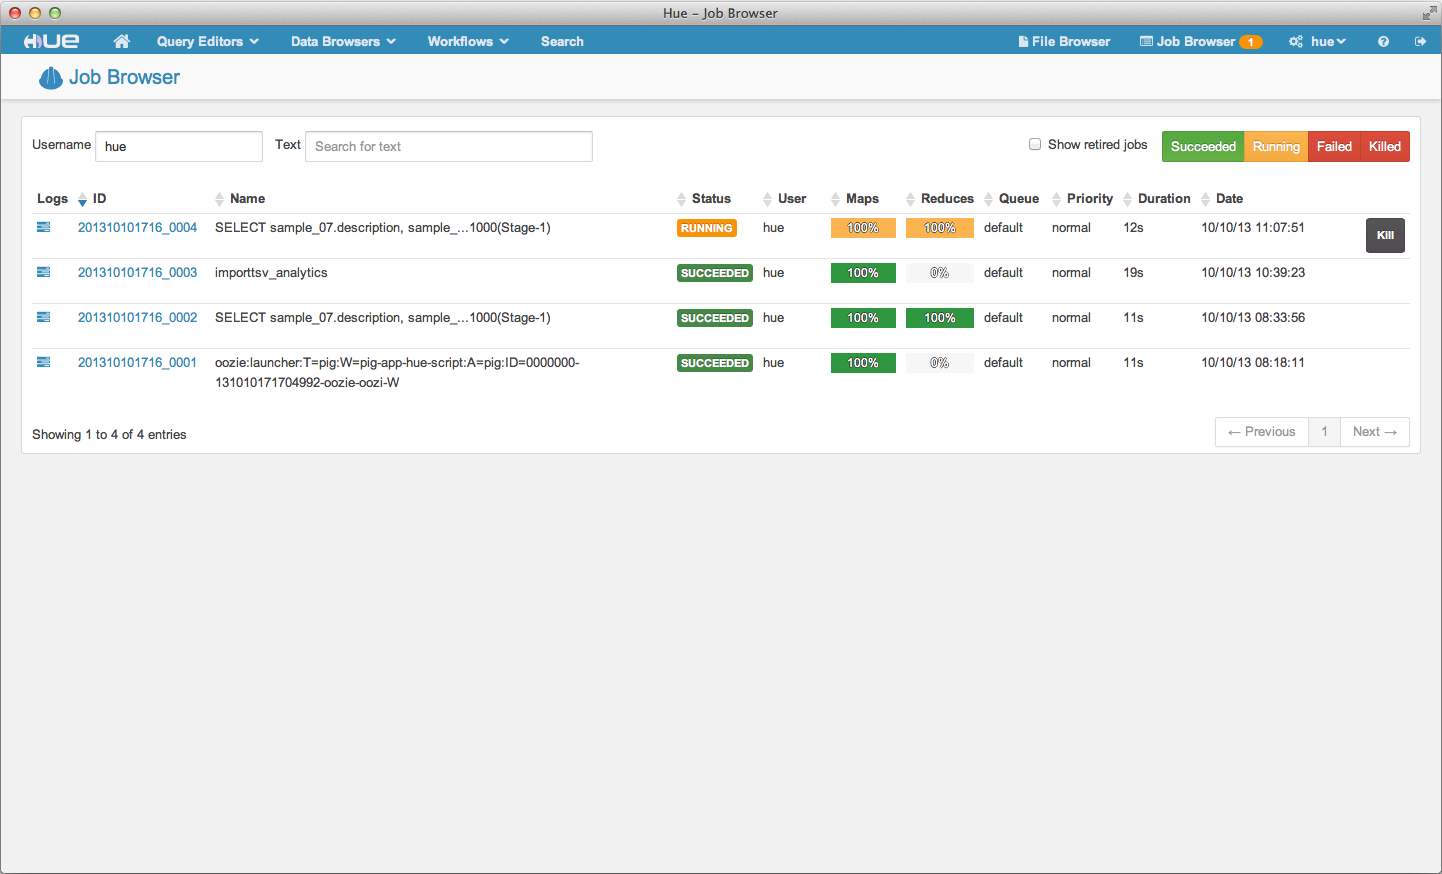 Hue – Job Browser
HUE Query Editors Data Browsers Workflows Search File Browser Job Browser 1 hue
Job Browser
Username hue Text Search for text Show retired jobs Succeeded Running Failed Killed
Logs ID Name Status User Maps Reduces Queue Priority Duration Date
201310101716_0004 SELECT sample_07.description, sample_...1000(Stage-1) RUNNING hue 100% 100% default normal 12s 10/10/13 11:07:51 Kill
201310101716_0003 importtsv_analytics SUCCEEDED hue 100% 0% default normal 19s 10/10/13 10:39:23
201310101716_0002 SELECT sample_07.description, sample_...1000(Stage-1) SUCCEEDED hue 100% 100% default normal 11s 10/10/13 08:33:56
201310101716_0001 oozie:launcher:T=pig:W=pig-app-hue-script:A=pig:ID=0000000- SUCCEEDED hue 100% 0% default normal 11s 10/10/13 08:18:11
131010171704992-oozie-oozi-W
Showing 1 to 4 of 4 entries ← Previous 1 Next →